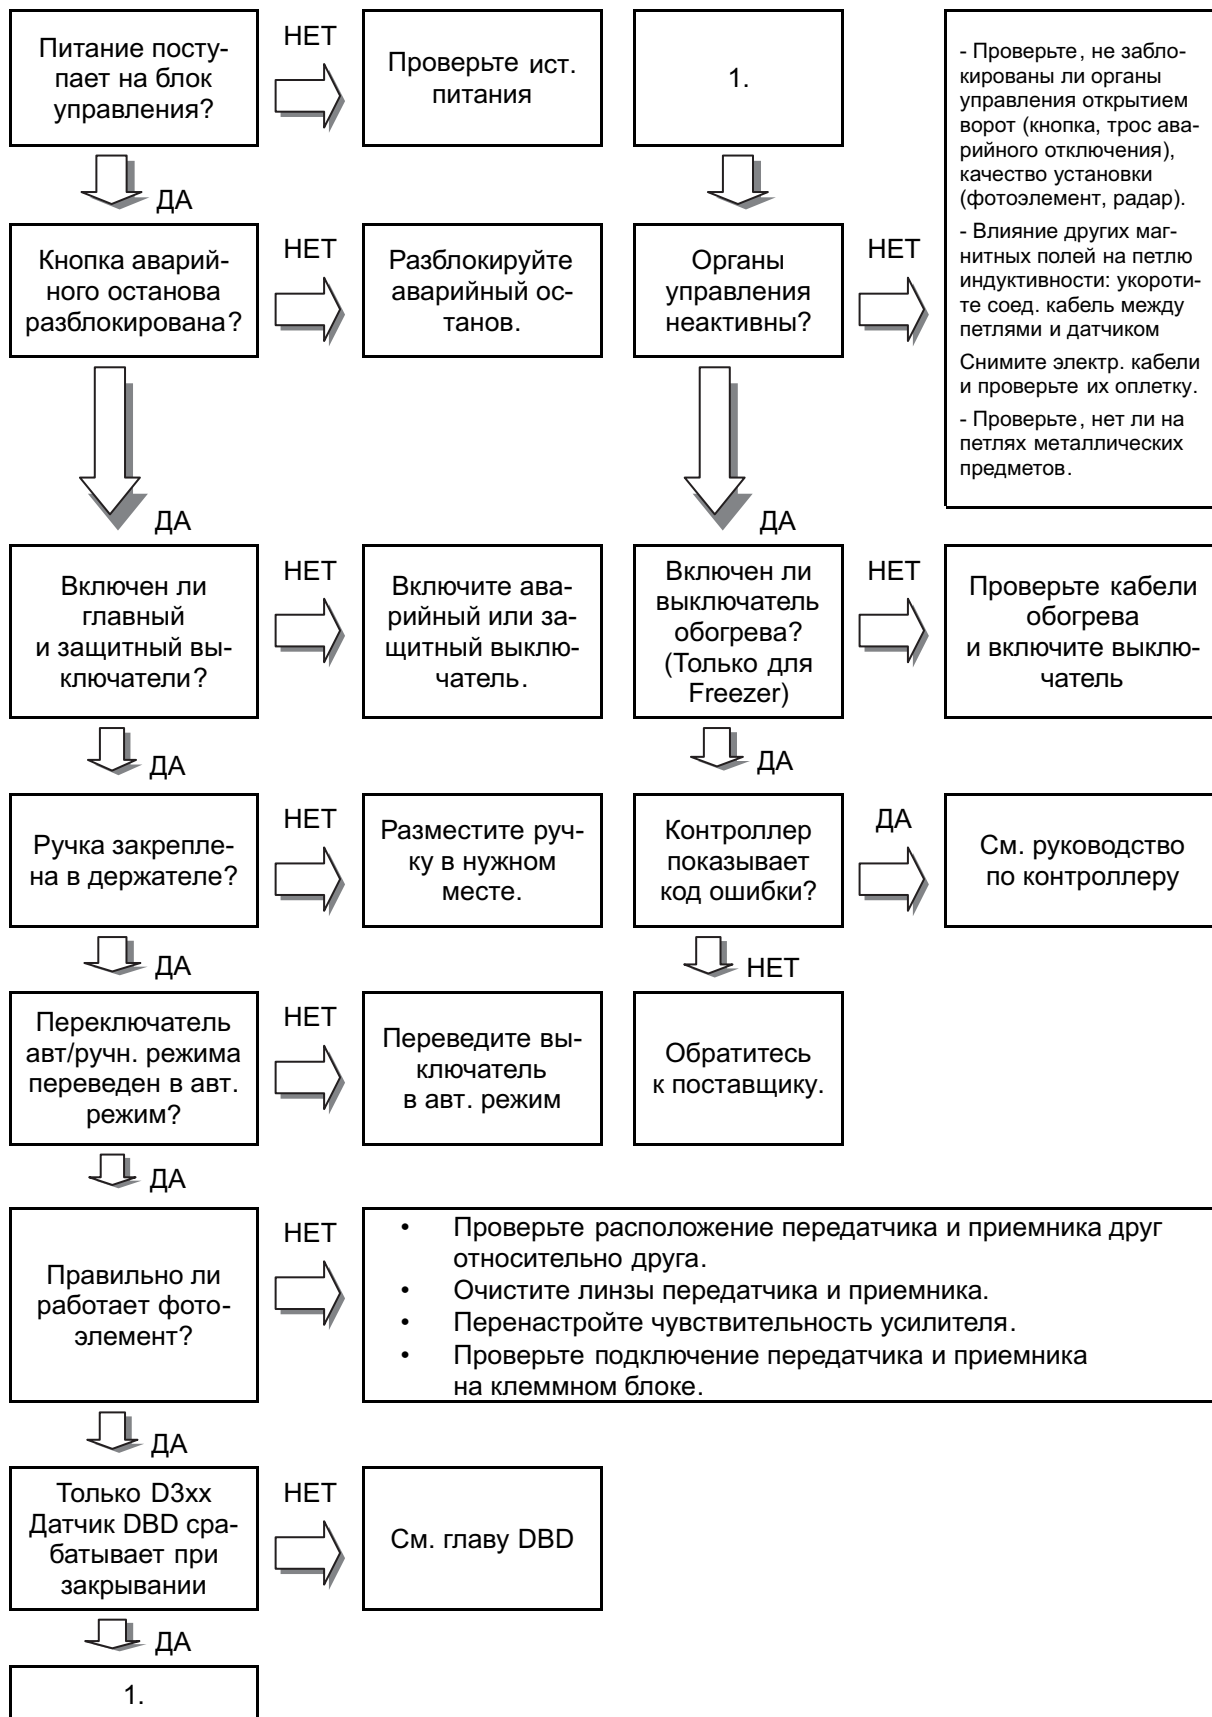 Питание посту-
пает на блок
управления?
НЕТ
Проверьте ист.
питания
ДА
Кнопка аварий-
ного останова
разблокирована?
НЕТ
Разблокируйте
аварийный ос-
танов.
ДА
Включен ли
главный
и защитный вы-
ключатели?
НЕТ
Включите ава-
рийный или за-
щитный выклю-
чатель.
ДА
Ручка закрепле-
на в держателе?
НЕТ
Разместите руч-
ку в нужном
месте.
ДА
Переключатель
авт/ручн. режима
переведен в авт.
режим?
НЕТ
Переведите вы-
ключатель
в авт. режим
ДА
Правильно ли
работает фото-
элемент?
НЕТ
• Проверьте расположение передатчика и приемника друг
относительно друга.
• Очистите линзы передатчика и приемника.
• Перенастройте чувствительность усилителя.
• Проверьте подключение передатчика и приемника
на клеммном блоке.
ДА
Только D3xx
Датчик DBD сра-
батывает при
закрывании
НЕТ
См. главу DBD
ДА
1.
1.
Органы
управления
неактивны?
НЕТ
- Проверьте, не забло-
кированы ли органы
управления открытием
ворот (кнопка, трос ава-
рийного отключения),
качество установки
(фотоэлемент, радар).
- Влияние других маг-
нитных полей на петлю
индуктивности: укороти-
те соед. кабель между
петлями и датчиком
Снимите электр. кабели
и проверьте их оплетку.
- Проверьте, нет ли на
петлях металлических
предметов.
ДА
Включен ли
выключатель
обогрева?
(Только для
Freezer)
НЕТ
Проверьте кабели
обогрева
и включите выклю-
чатель
ДА
Контроллер
показывает
код ошибки?
ДА
См. руководство
по контроллеру
НЕТ
Обратитесь
к поставщику.